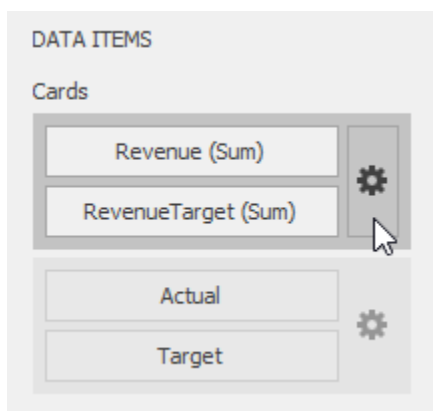 DATA ITEMS
Cards
Revenue (Sum)
RevenueTarget (Sum)
Actual
Target